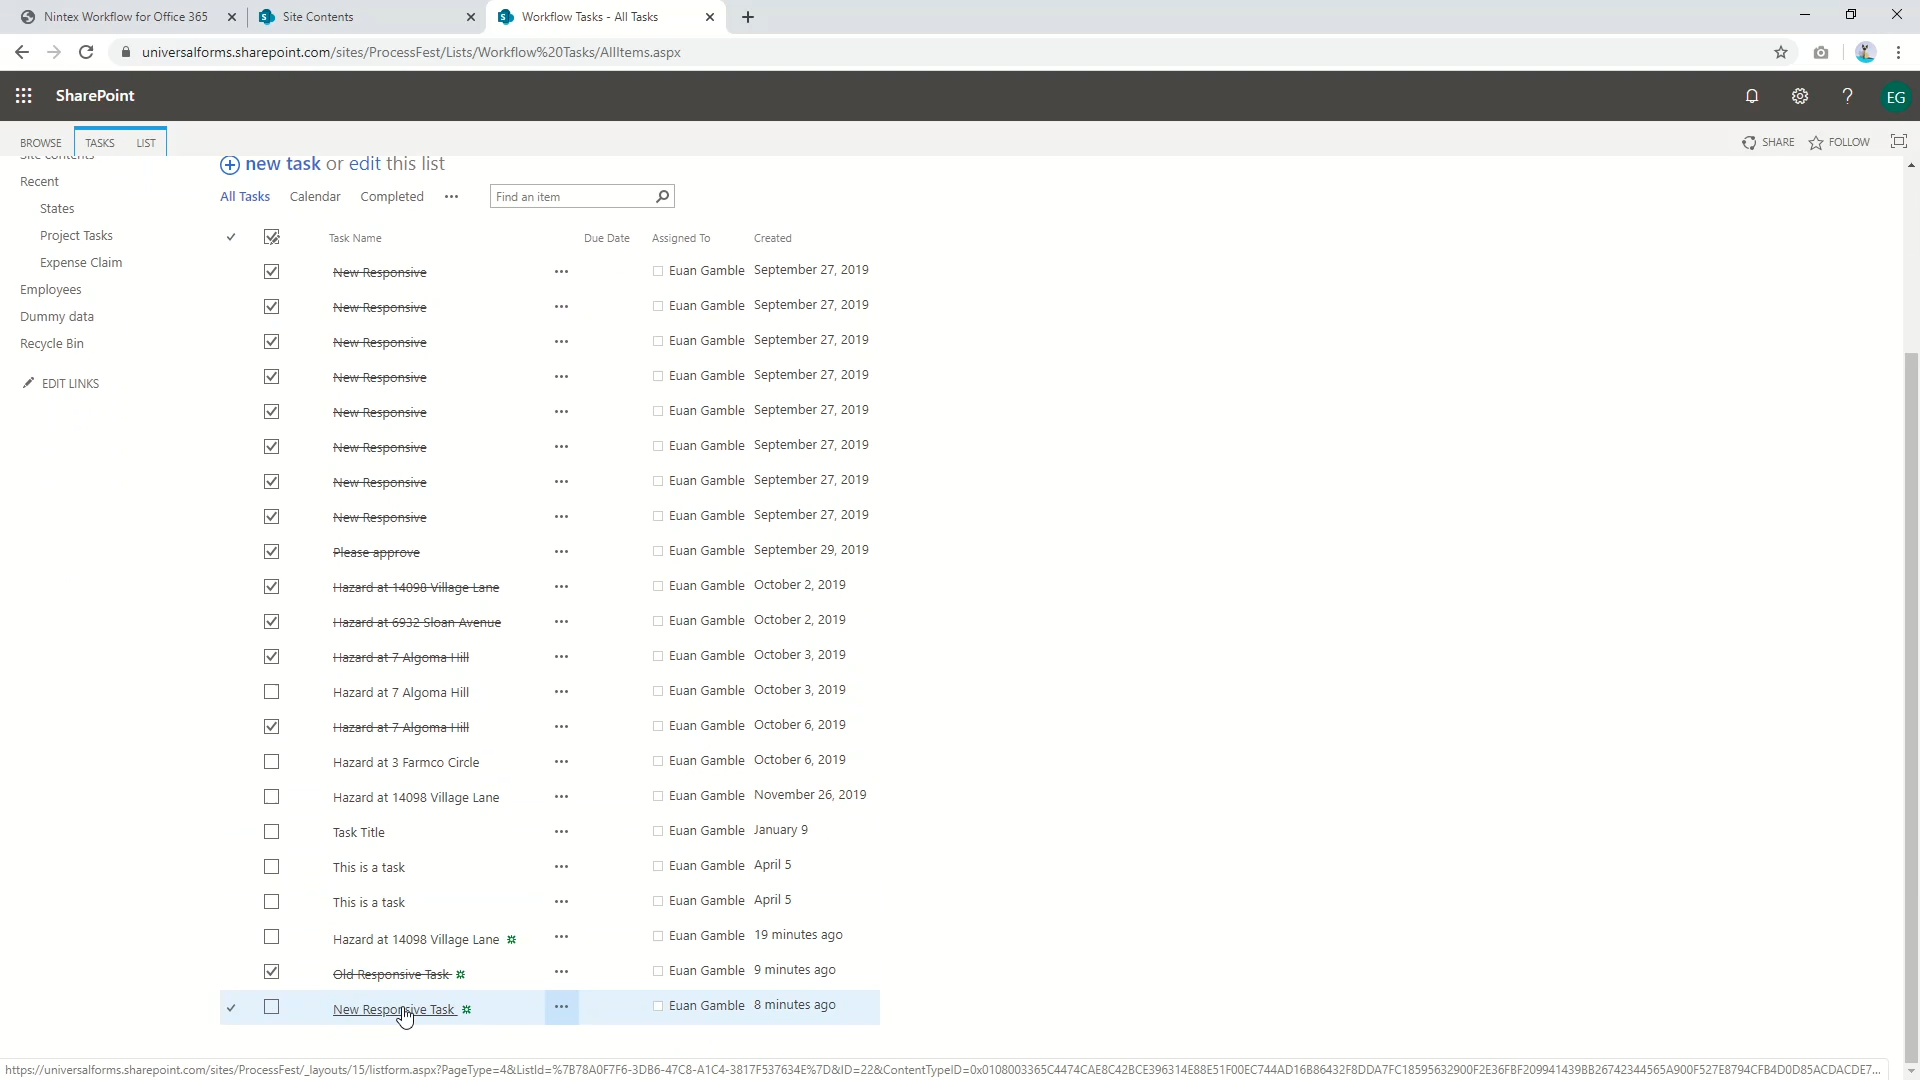 Nintex Workflow for Office 365
Site Contents
Workflow Tasks - All Tasks
universalforms.sharepoint.com/sites/ProcessFest/Lists/Workflow%20Tasks/AllItems.aspx
SharePoint
EG
BROWSE TASKS LIST
SHARE FOLLOW
Site contents
Recent
States
Project Tasks
Expense Claim
Employees
Dummy data
Recycle Bin
EDIT LINKS
new task or edit this list
All Tasks Calendar Completed ... Find an item
Task Name Due Date Assigned To Created
New Responsive ... Euan Gamble September 27, 2019
New Responsive ... Euan Gamble September 27, 2019
New Responsive ... Euan Gamble September 27, 2019
New Responsive ... Euan Gamble September 27, 2019
New Responsive ... Euan Gamble September 27, 2019
New Responsive ... Euan Gamble September 27, 2019
New Responsive ... Euan Gamble September 27, 2019
New Responsive ... Euan Gamble September 27, 2019
Please approve ... Euan Gamble September 29, 2019
Hazard at 14098 Village Lane ... Euan Gamble October 2, 2019
Hazard at 6932 Sloan Avenue ... Euan Gamble October 2, 2019
Hazard at 7 Algoma Hill ... Euan Gamble October 3, 2019
Hazard at 7 Algoma Hill ... Euan Gamble October 3, 2019
Hazard at 7 Algoma Hill ... Euan Gamble October 6, 2019
Hazard at 3 Farmco Circle ... Euan Gamble October 6, 2019
Hazard at 14098 Village Lane ... Euan Gamble November 26, 2019
Task Title ... Euan Gamble January 9
This is a task ... Euan Gamble April 5
This is a task ... Euan Gamble April 5
Hazard at 14098 Village Lane ... Euan Gamble 19 minutes ago
Old Responsive Task ... Euan Gamble 9 minutes ago
New Responsive Task ... Euan Gamble 8 minutes ago
https://universalforms.sharepoint.com/sites/ProcessFest/_layouts/15/listform.aspx?PageType=4&ListId=%7B78A0F7F6-3DB6-47C8-A1C4-3817F537634E%7D&ID=22&ContentTypeID=0x0108003365C4474CAE8C42BCE396314E88E51F00EC744AD16B86432F8DDA7FC18595632900F2E36FBF209941439BB26742344565A900F527E8794CFB4D0D85ACDACDE7...